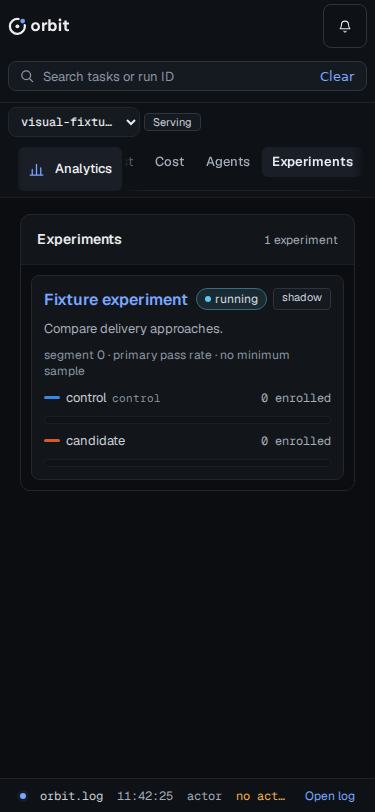 orbit
Search tasks or run ID Clear
visual-fixtu… Serving
Analytics Cost Agents Experiments
Experiments 1 experiment
Fixture experiment running shadow
Compare delivery approaches.
segment 0 · primary pass rate · no minimum
sample
control control 0 enrolled
candidate 0 enrolled
orbit.log 11:42:25 actor no act… Open log